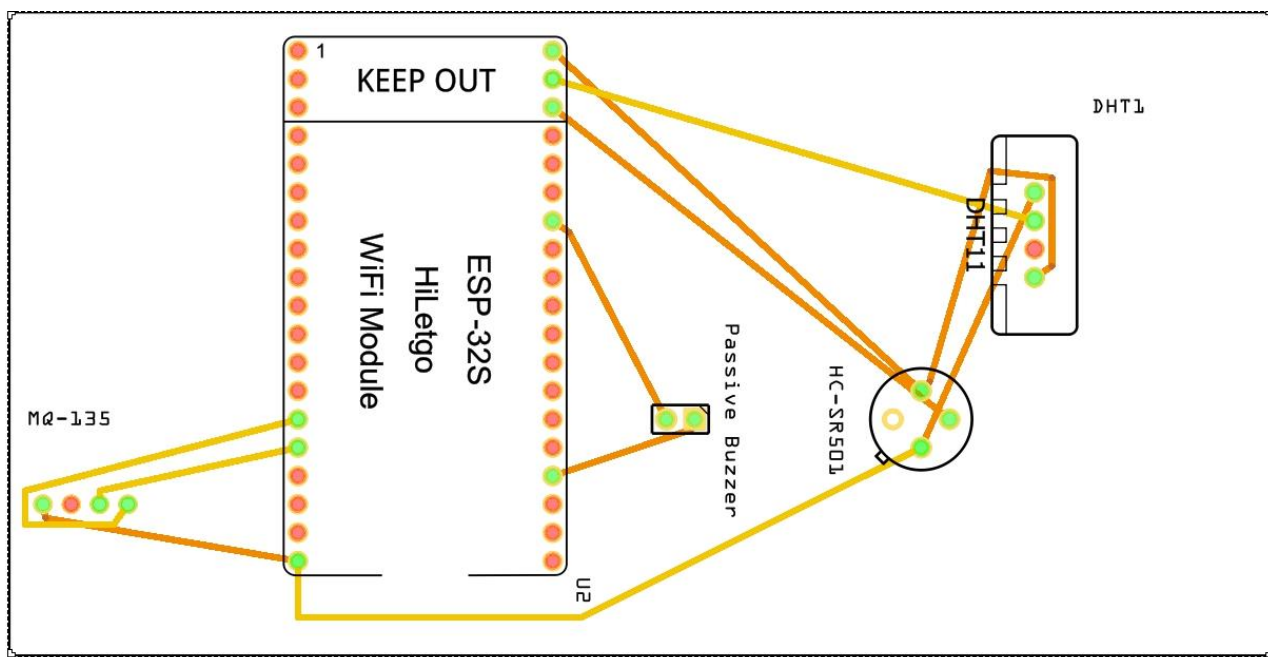 1
KEEP OUT
DHT1
DHT11
ESP-32S
HiLetgo
WiFi Module
Passive Buzzer
HC-SR501
MQ-135
U2